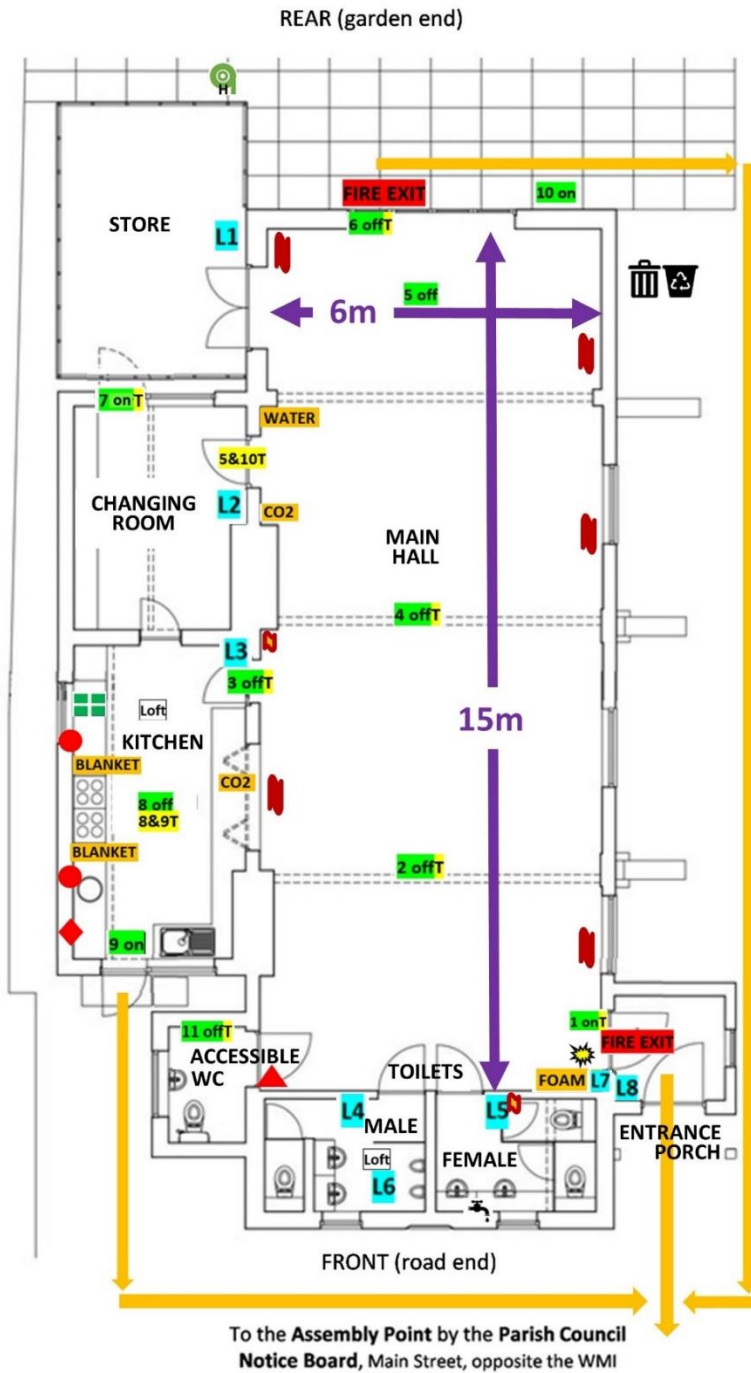 REAR (garden end)
H
FIRE EXIT
10 on
STORE
L1
6 offT
5 off
6m
7 onT
WATER
5&10T
CHANGING
ROOM
L2
CO2
MAIN
HALL
4 offT
L3
3 offT
Loft
15m
KITCHEN
BLANKET
CO2
8 off
8&9T
BLANKET
2 offT
9 on
1 onT
11 offT
FIRE EXIT
ACCESSIBLE
WC
TOILETS
FOAM
L7
L8
L4
L5
MALE
ENTRANCE
PORCH
Loft
FEMALE
L6
FRONT (road end)
To the Assembly Point by the Parish Council
Notice Board, Main Street, opposite the WMI